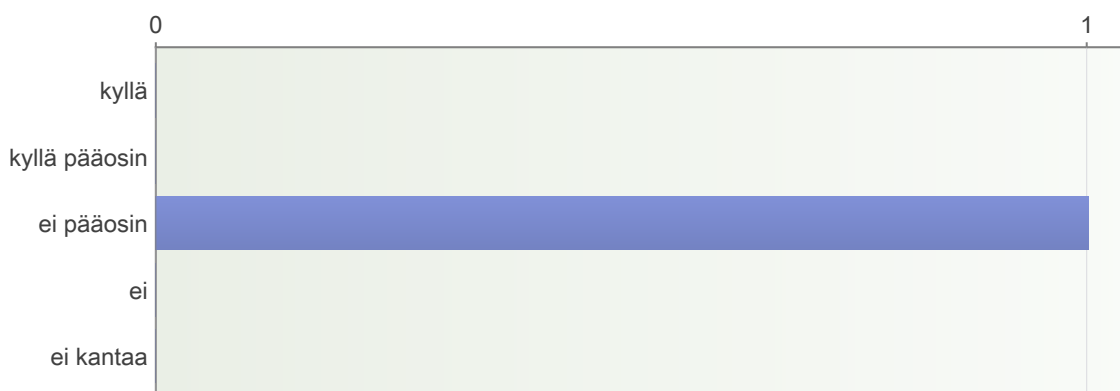 0 1
kyllä
kyllä pääosin
ei pääosin
ei
ei kantaa